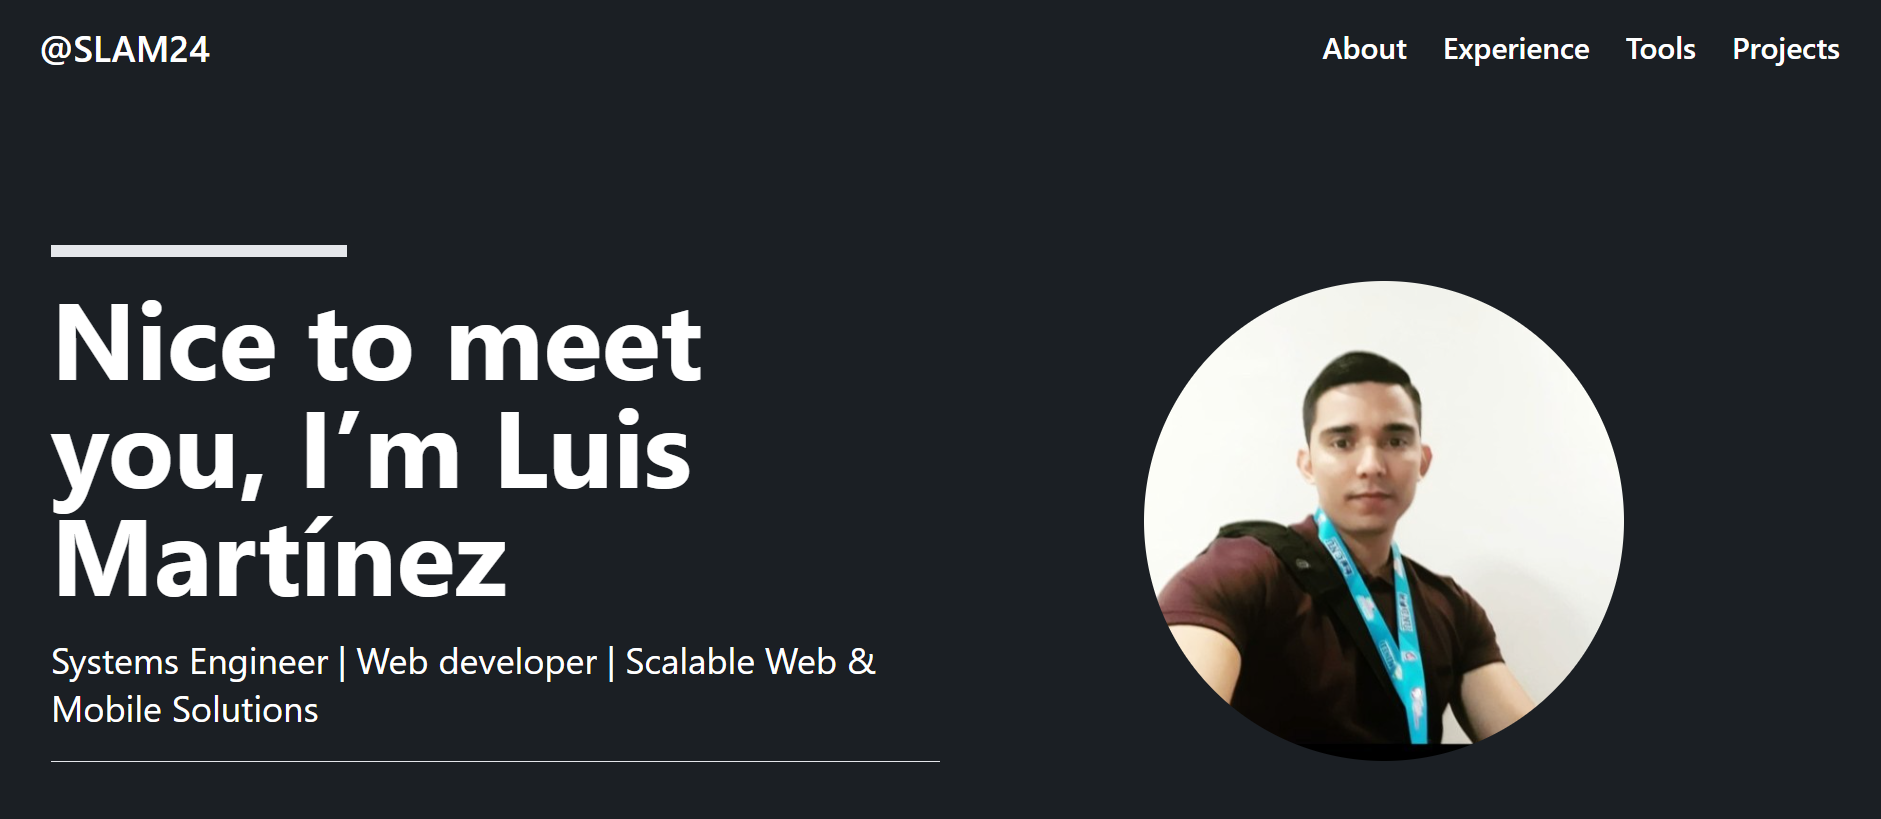 @SLAM24
About Experience Tools Projects
Nice to meet
you, I’m Luis
Martínez
Systems Engineer | Web developer | Scalable Web &
Mobile Solutions